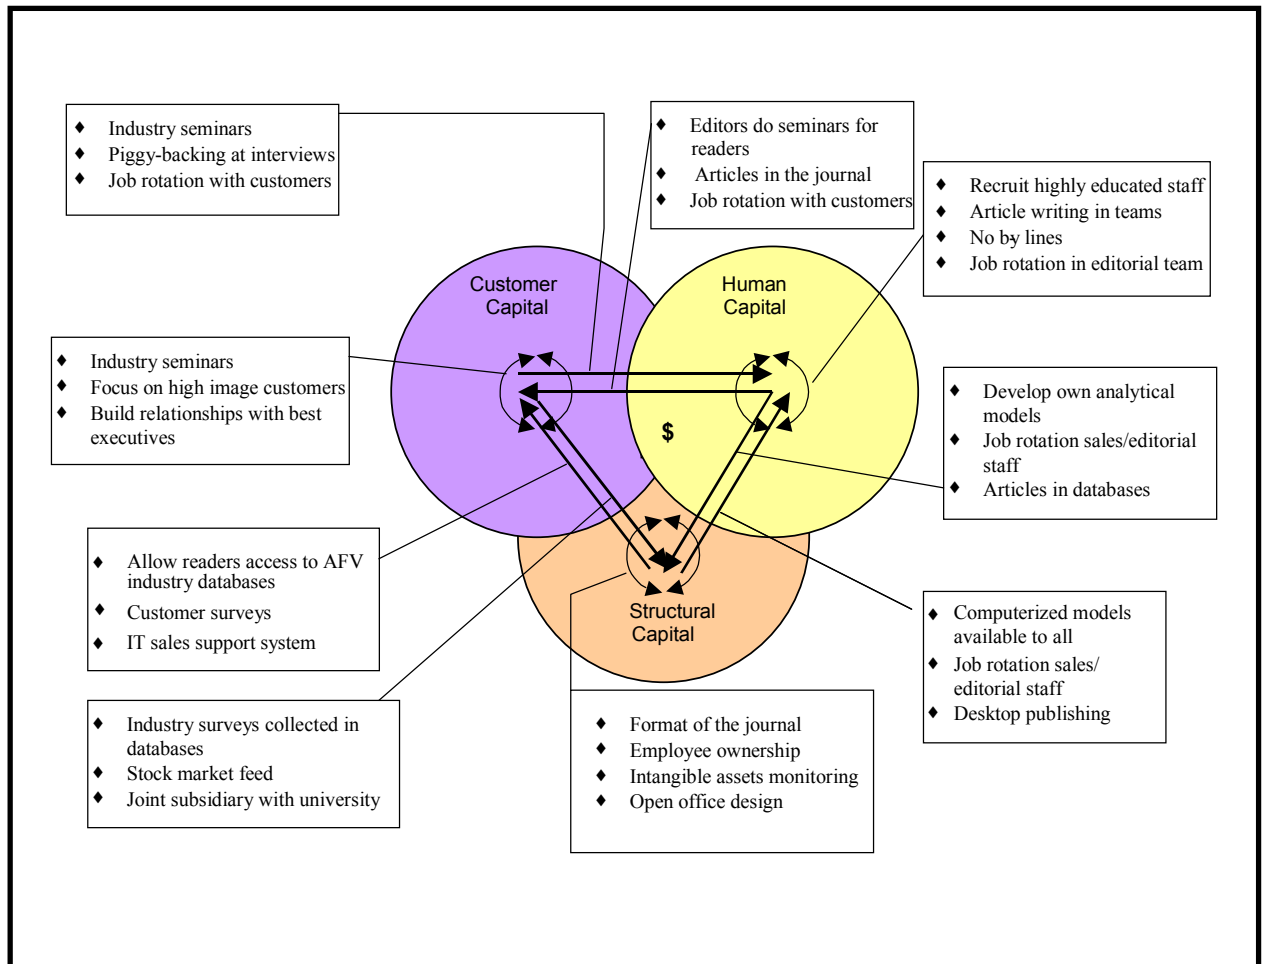 Industry seminars
Piggy-backing at interviews
Job rotation with customers
Editors do seminars for
readers
Articles in the journal
Job rotation with customers
Recruit highly educated staff
Article writing in teams
No by-lines
Job rotation in editorial team
Customer
Capital
Human
Capital
Industry seminars
Focus on high image customers
Build relationships with best
executives
$
Develop own analytical
models
Job rotation sales/editorial
staff
Articles in databases
Allow readers access to AFV
industry databases
Customer surveys
IT sales support system
Structural
Capital
Computerized models
available to all
Job rotation sales/
editorial staff
Desktop publishing
Industry surveys collected in
databases
Stock market feed
Joint subsidiary with university
Format of the journal
Employee ownership
Intangible assets monitoring
Open office design